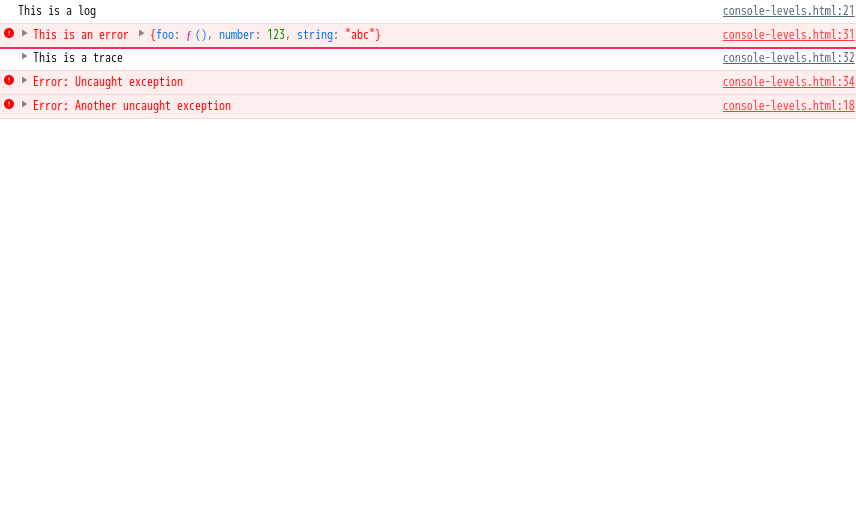 This is a log console-levels.html:21
This is an error {foo: ƒ (), number: 123, string: "abc"} console-levels.html:31
This is a trace console-levels.html:32
Error: Uncaught exception console-levels.html:34
Error: Another uncaught exception console-levels.html:18